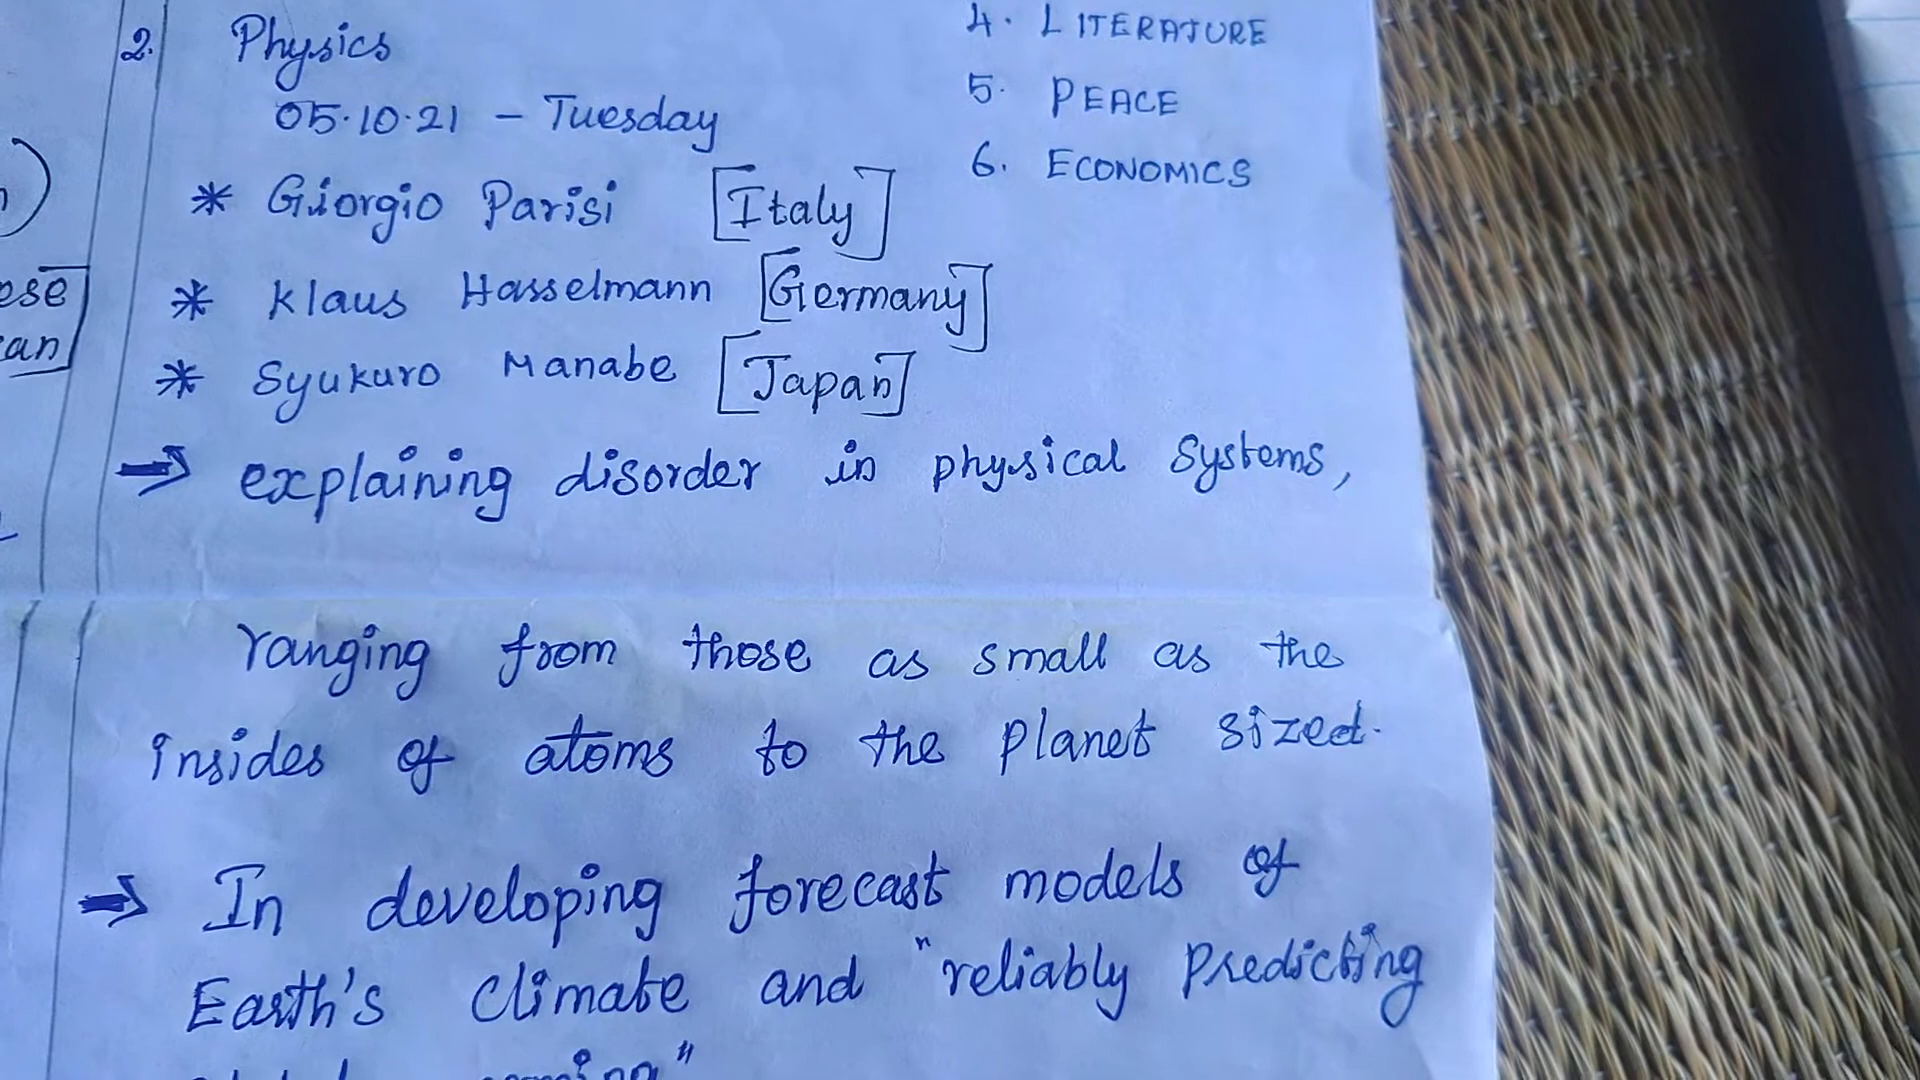 2. Physics
05.10.21 - Tuesday
* Giorgio Parisi [Italy]
* Klaus Hasselmann [Germany]
* Syukuro Manabe [Japan]
⇒ explaining disorder in physical Systems,
ranging from those as small as the
insides of atoms to the planet sized.
⇒ In developing forecast models of
Earth's Climate and "reliably Predicting
4. LITERATURE
5. PEACE
6. ECONOMICS